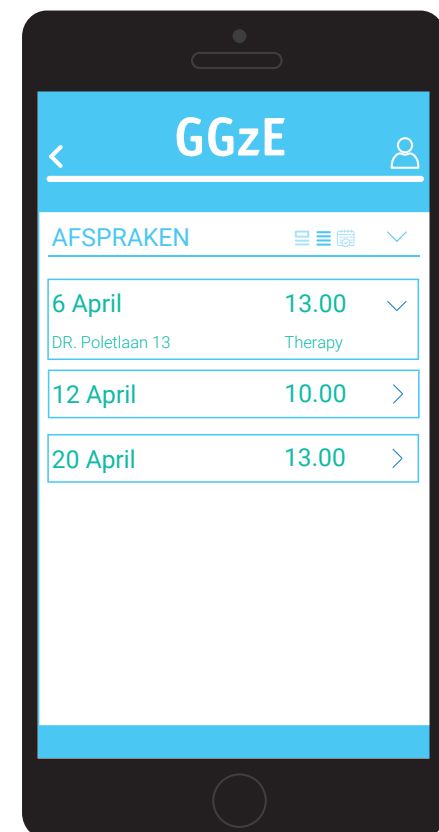 GGzE
AFSPRAKEN
6 April 13.00
DR. Poletlaan 13 Therapy
12 April 10.00
20 April 13.00